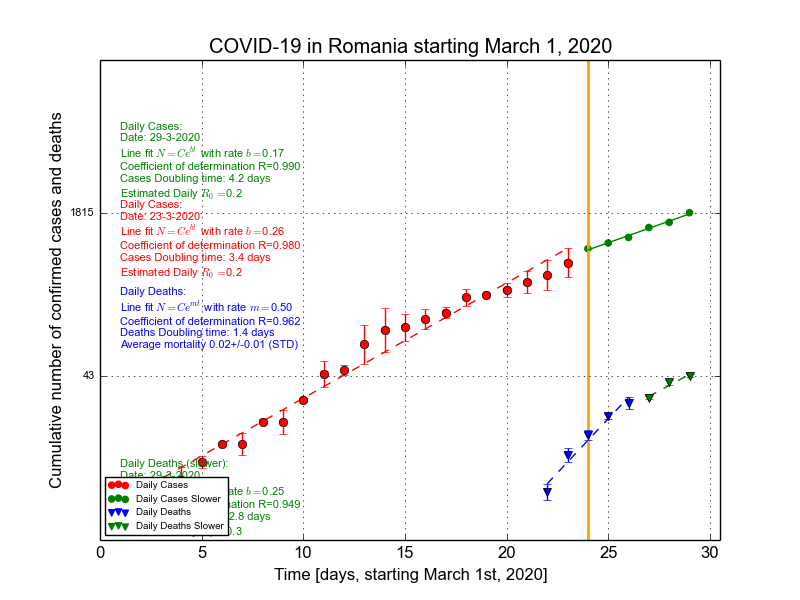 COVID-19 in Romania starting March 1, 2020
Cumulative number of confirmed cases and deaths
1815
43
Daily Cases:
Date: 29-3-2020
Line fit N = Ce^{bt} with rate b = 0.17
Coefficient of determination R=0.990
Cases Doubling time: 4.2 days
Estimated Daily R_0 = 0.2
Daily Cases:
Date: 23-3-2020
Line fit N = Ce^{bt} with rate b = 0.26
Coefficient of determination R=0.980
Cases Doubling time: 3.4 days
Estimated Daily R_0 = 0.2
Daily Deaths:
Line fit N = Ce^{mt} with rate m = 0.50
Coefficient of determination R=0.962
Deaths Doubling time: 1.4 days
Average mortality 0.02+/-0.01 (STD)
Daily Deaths (slower):
Date: 29-3-2020
rate b = 0.25
R=0.949
2.8 days
0.3
Daily Cases
Daily Cases Slower
Daily Deaths
Daily Deaths Slower
0 5 10 15 20 25 30
Time [days, starting March 1st, 2020]